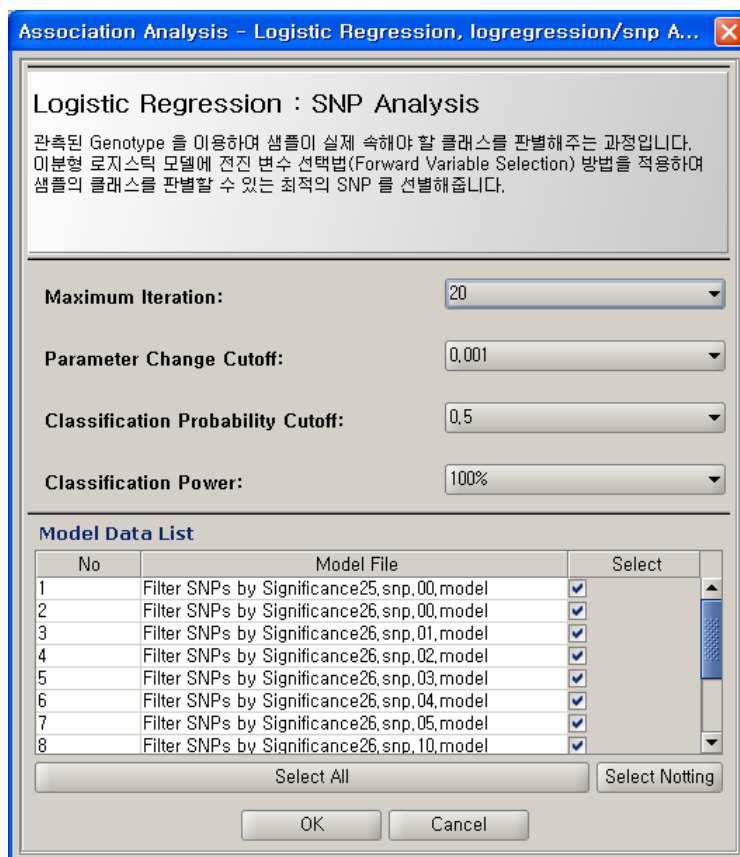 Association Analysis - Logistic Regression, logregression/snp A...
Logistic Regression : SNP Analysis
관측된 Genotype 을 이용하여 샘플이 실제 속해야 할 클래스를 판별해주는 과정입니다.
이분형 로지스틱 모델에 전진 변수 선택법(Forward Variable Selection) 방법을 적용하여
샘플의 클래스를 판별할 수 있는 최적의 SNP 를 선별해줍니다.
Maximum Iteration: 20
Parameter Change Cutoff: 0,001
Classification Probability Cutoff: 0,5
Classification Power: 100%
Model Data List
No Model File Select
1 Filter SNPs by Significance25,snp,00,model
2 Filter SNPs by Significance26,snp,00,model
3 Filter SNPs by Significance26,snp,01,model
4 Filter SNPs by Significance26,snp,02,model
5 Filter SNPs by Significance26,snp,03,model
6 Filter SNPs by Significance26,snp,04,model
7 Filter SNPs by Significance26,snp,05,model
8 Filter SNPs by Significance26,snp,10,model
Select All Select Notting
OK Cancel